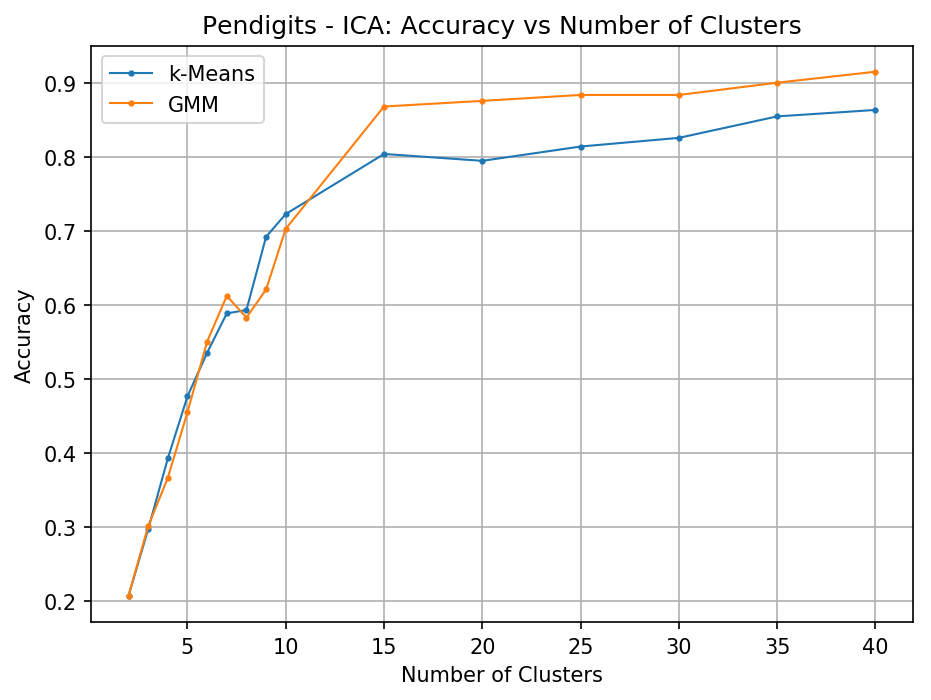 Pendigits - ICA: Accuracy vs Number of Clusters
k-Means
GMM
Accuracy
0.9
0.8
0.7
0.6
0.5
0.4
0.3
0.2
5 10 15 20 25 30 35 40
Number of Clusters